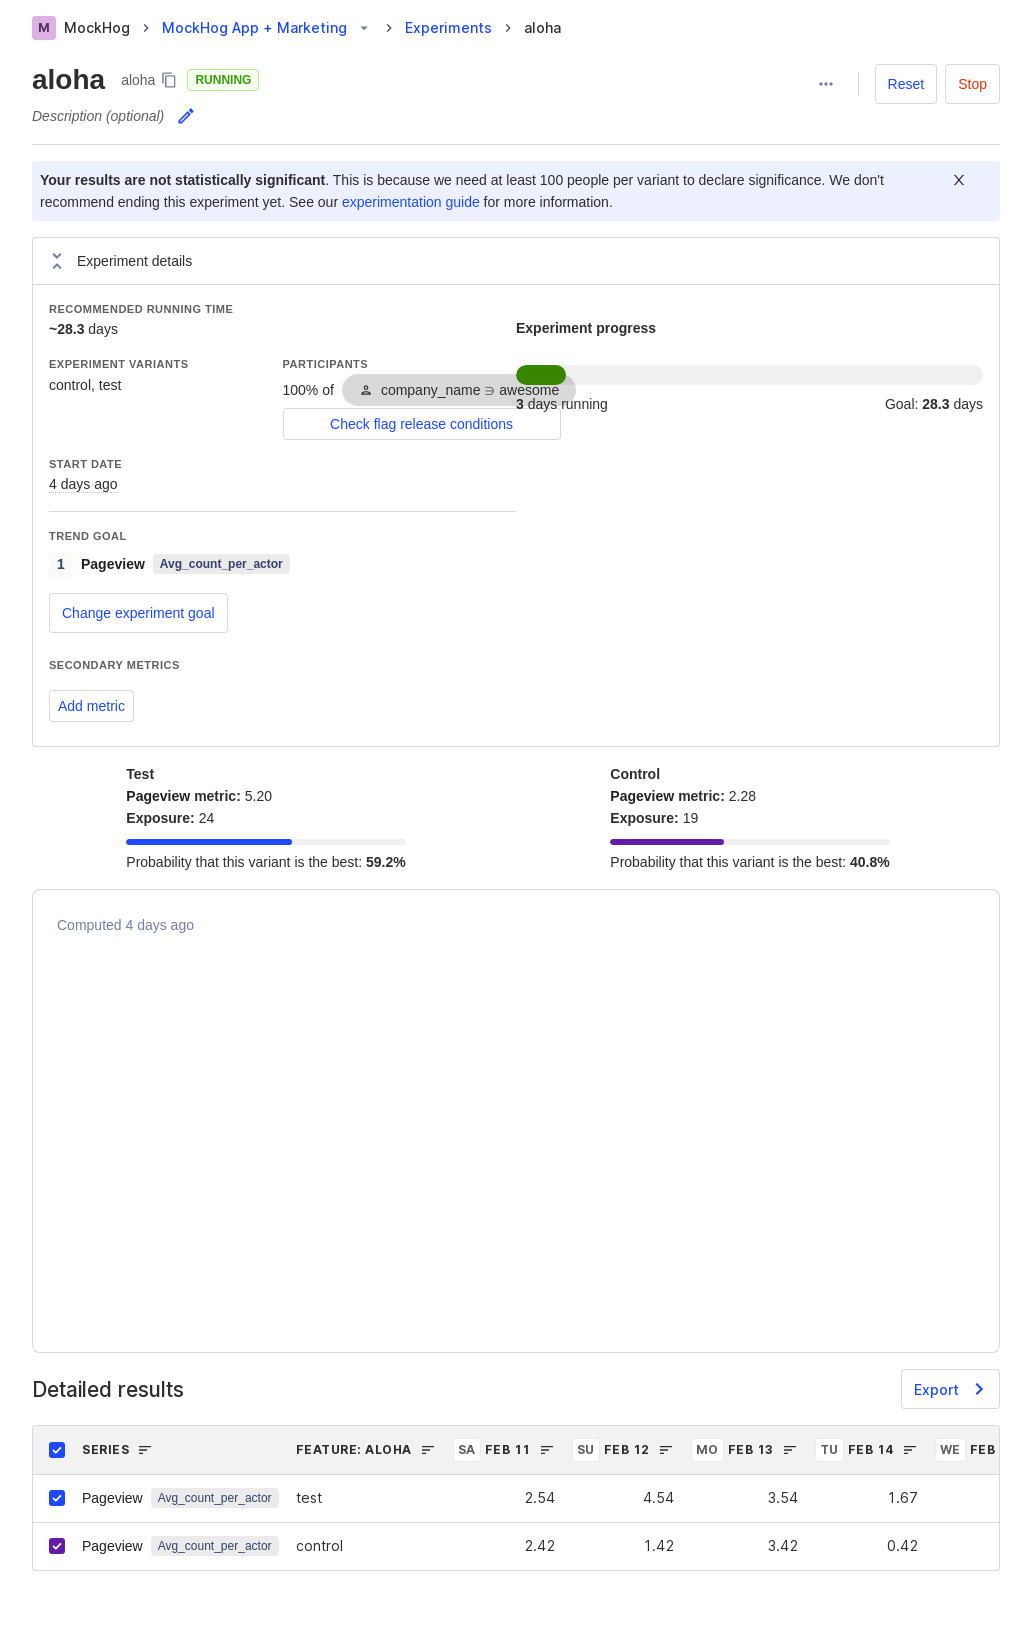 M MockHog > MockHog App + Marketing > Experiments > aloha
aloha aloha RUNNING
Reset Stop
Description (optional)
Your results are not statistically significant. This is because we need at least 100 people per variant to declare significance. We don't
recommend ending this experiment yet. See our experimentation guide for more information.
Experiment details
RECOMMENDED RUNNING TIME
~28.3 days
Experiment progress
EXPERIMENT VARIANTS
control, test
PARTICIPANTS
100% of company_name ∋ awesome
Check flag release conditions
3 days running
Goal: 28.3 days
START DATE
4 days ago
TREND GOAL
1 Pageview Avg_count_per_actor
Change experiment goal
SECONDARY METRICS
Add metric
Test
Pageview metric: 5.20
Exposure: 24
Probability that this variant is the best: 59.2%
Control
Pageview metric: 2.28
Exposure: 19
Probability that this variant is the best: 40.8%
Computed 4 days ago
Detailed results
Export
SERIES FEATURE: ALOHA SA FEB 11 SU FEB 12 MO FEB 13 TU FEB 14 WE FEB
Pageview Avg_count_per_actor test 2.54 4.54 3.54 1.67
Pageview Avg_count_per_actor control 2.42 1.42 3.42 0.42